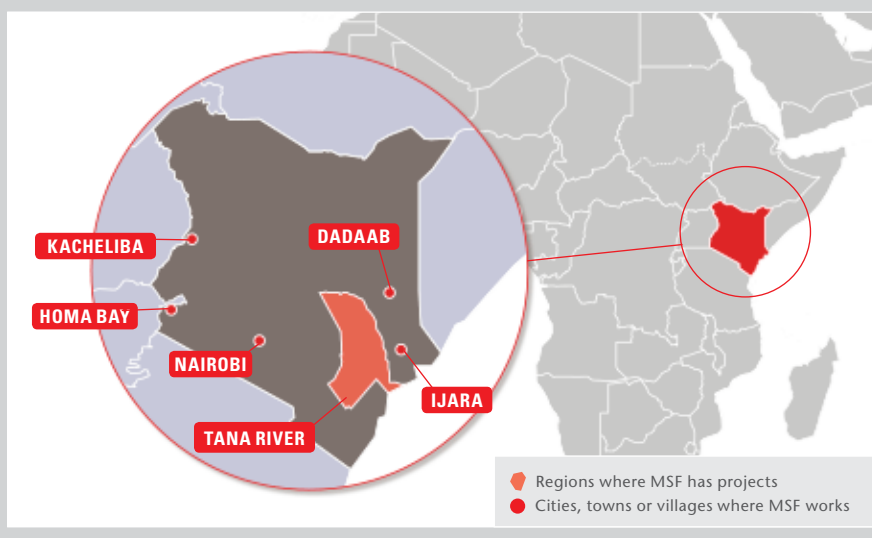 DADAAB
KACHELIBA
HOMA BAY
NAIROBI
IJARA
TANA RIVER
Regions where MSF has projects
Cities, towns or villages where MSF works